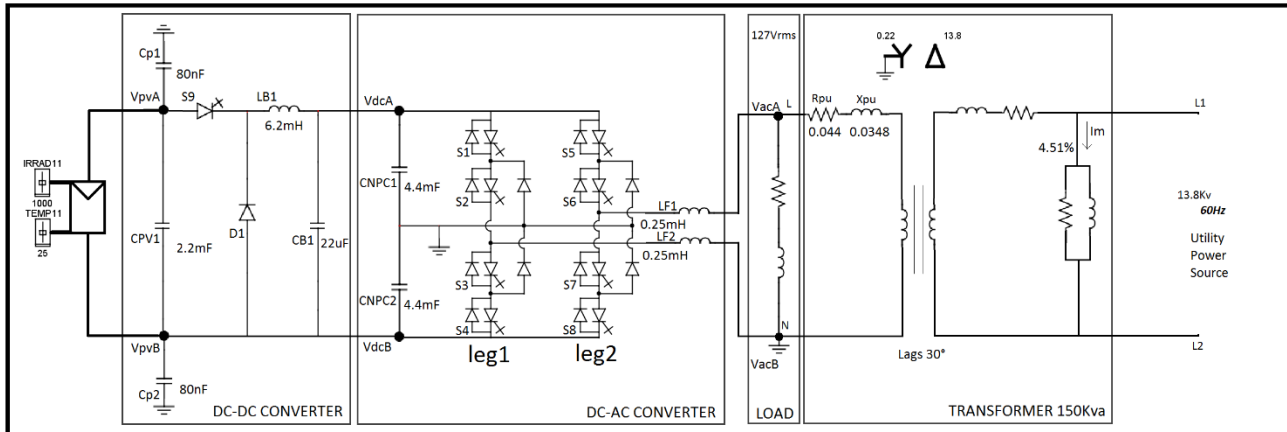 Cp1
80nF
VpvA
S9
LB1
6.2mH
IRRAD11
1000
TEMP11
25
CPV1
2.2mF
D1
CB1
22uF
VpvB
Cp2
80nF
DC-DC CONVERTER
VdcA
CNPC1
4.4mF
CNPC2
4.4mF
VdcB
S1
S2
S3
S4
leg1
S5
S6
S7
S8
leg2
LF1
0.25mH
LF2
0.25mH
DC-AC CONVERTER
127Vrms
VacA
L
N
VacB
LOAD
0.22
13.8
Rpu
Xpu
0.044
0.0348
Lags 30°
4.51%
Im
TRANSFORMER 150Kva
L1
13.8Kv
60Hz
Utility
Power
Source
L2